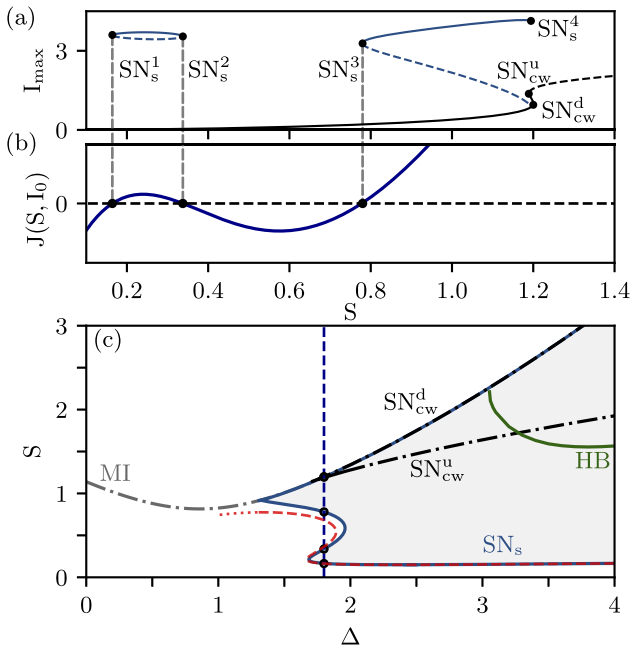 (a)
I_max
3
0
SN_s^1
SN_s^2
SN_s^3
SN_s^4
SN_cw^u
SN_cw^d
(b)
J(S, I_0)
0
0.2 0.4 0.6 0.8 1.0 1.2 1.4
S
(c)
S
3
2
1
0
MI
SN_cw^d
SN_cw^u
HB
SN_s
0 1 2 3 4
Δ